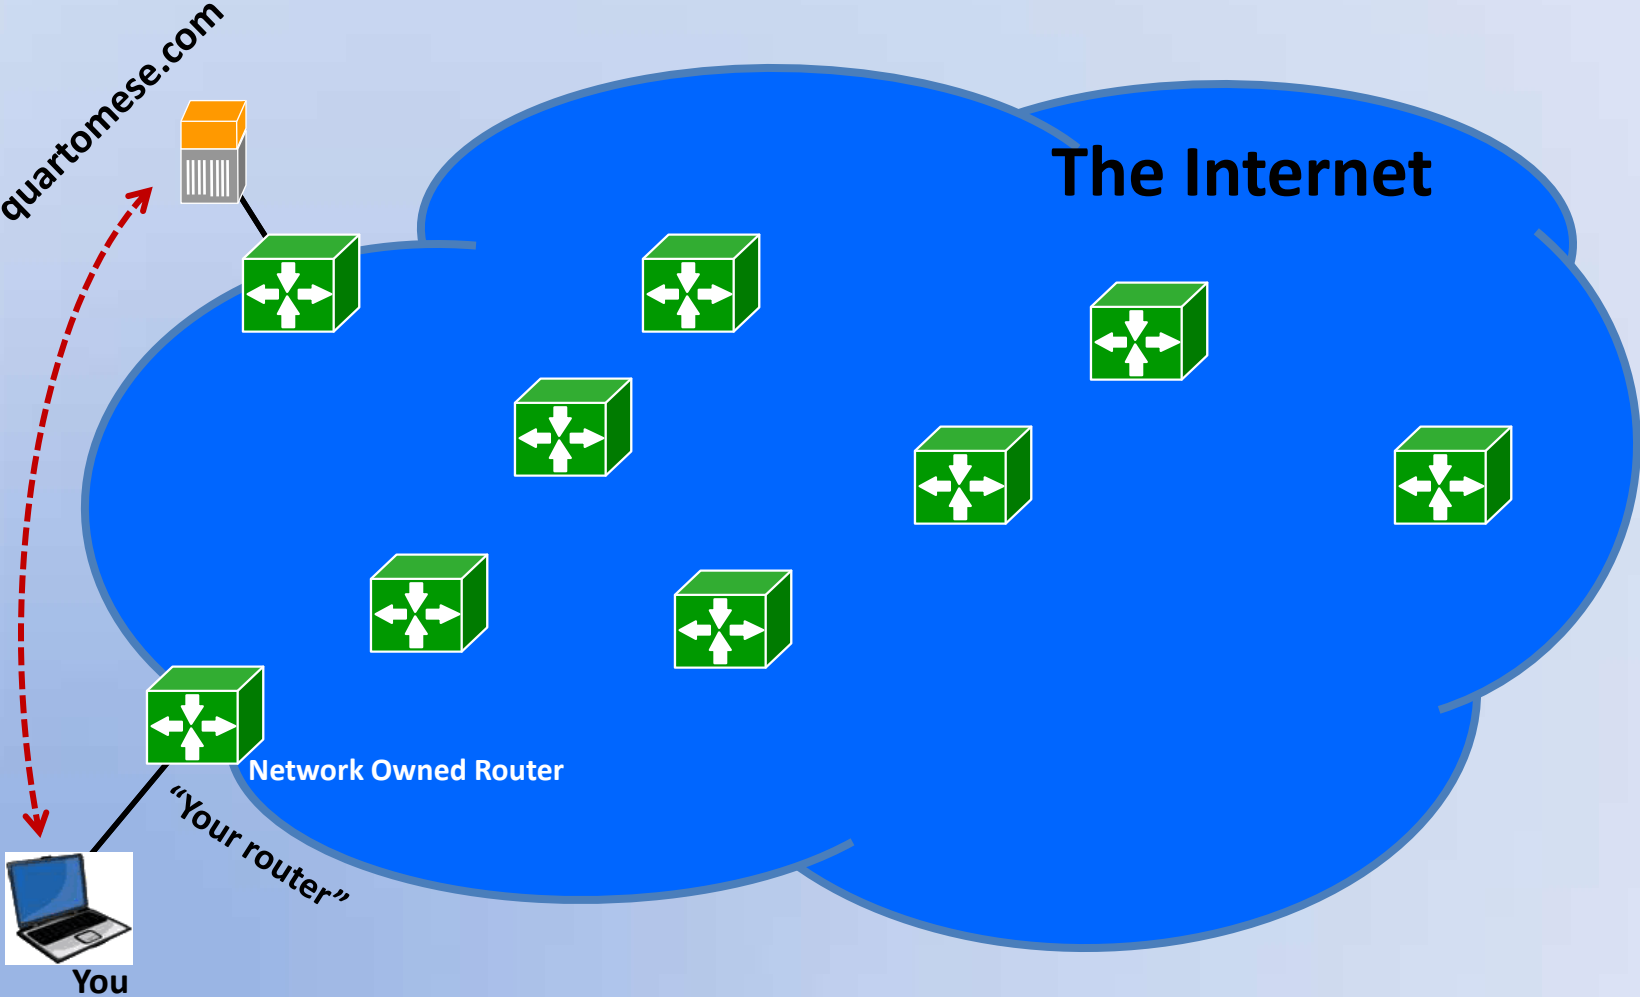 quartomese.com
The Internet
Network Owned Router
“Your router”
You